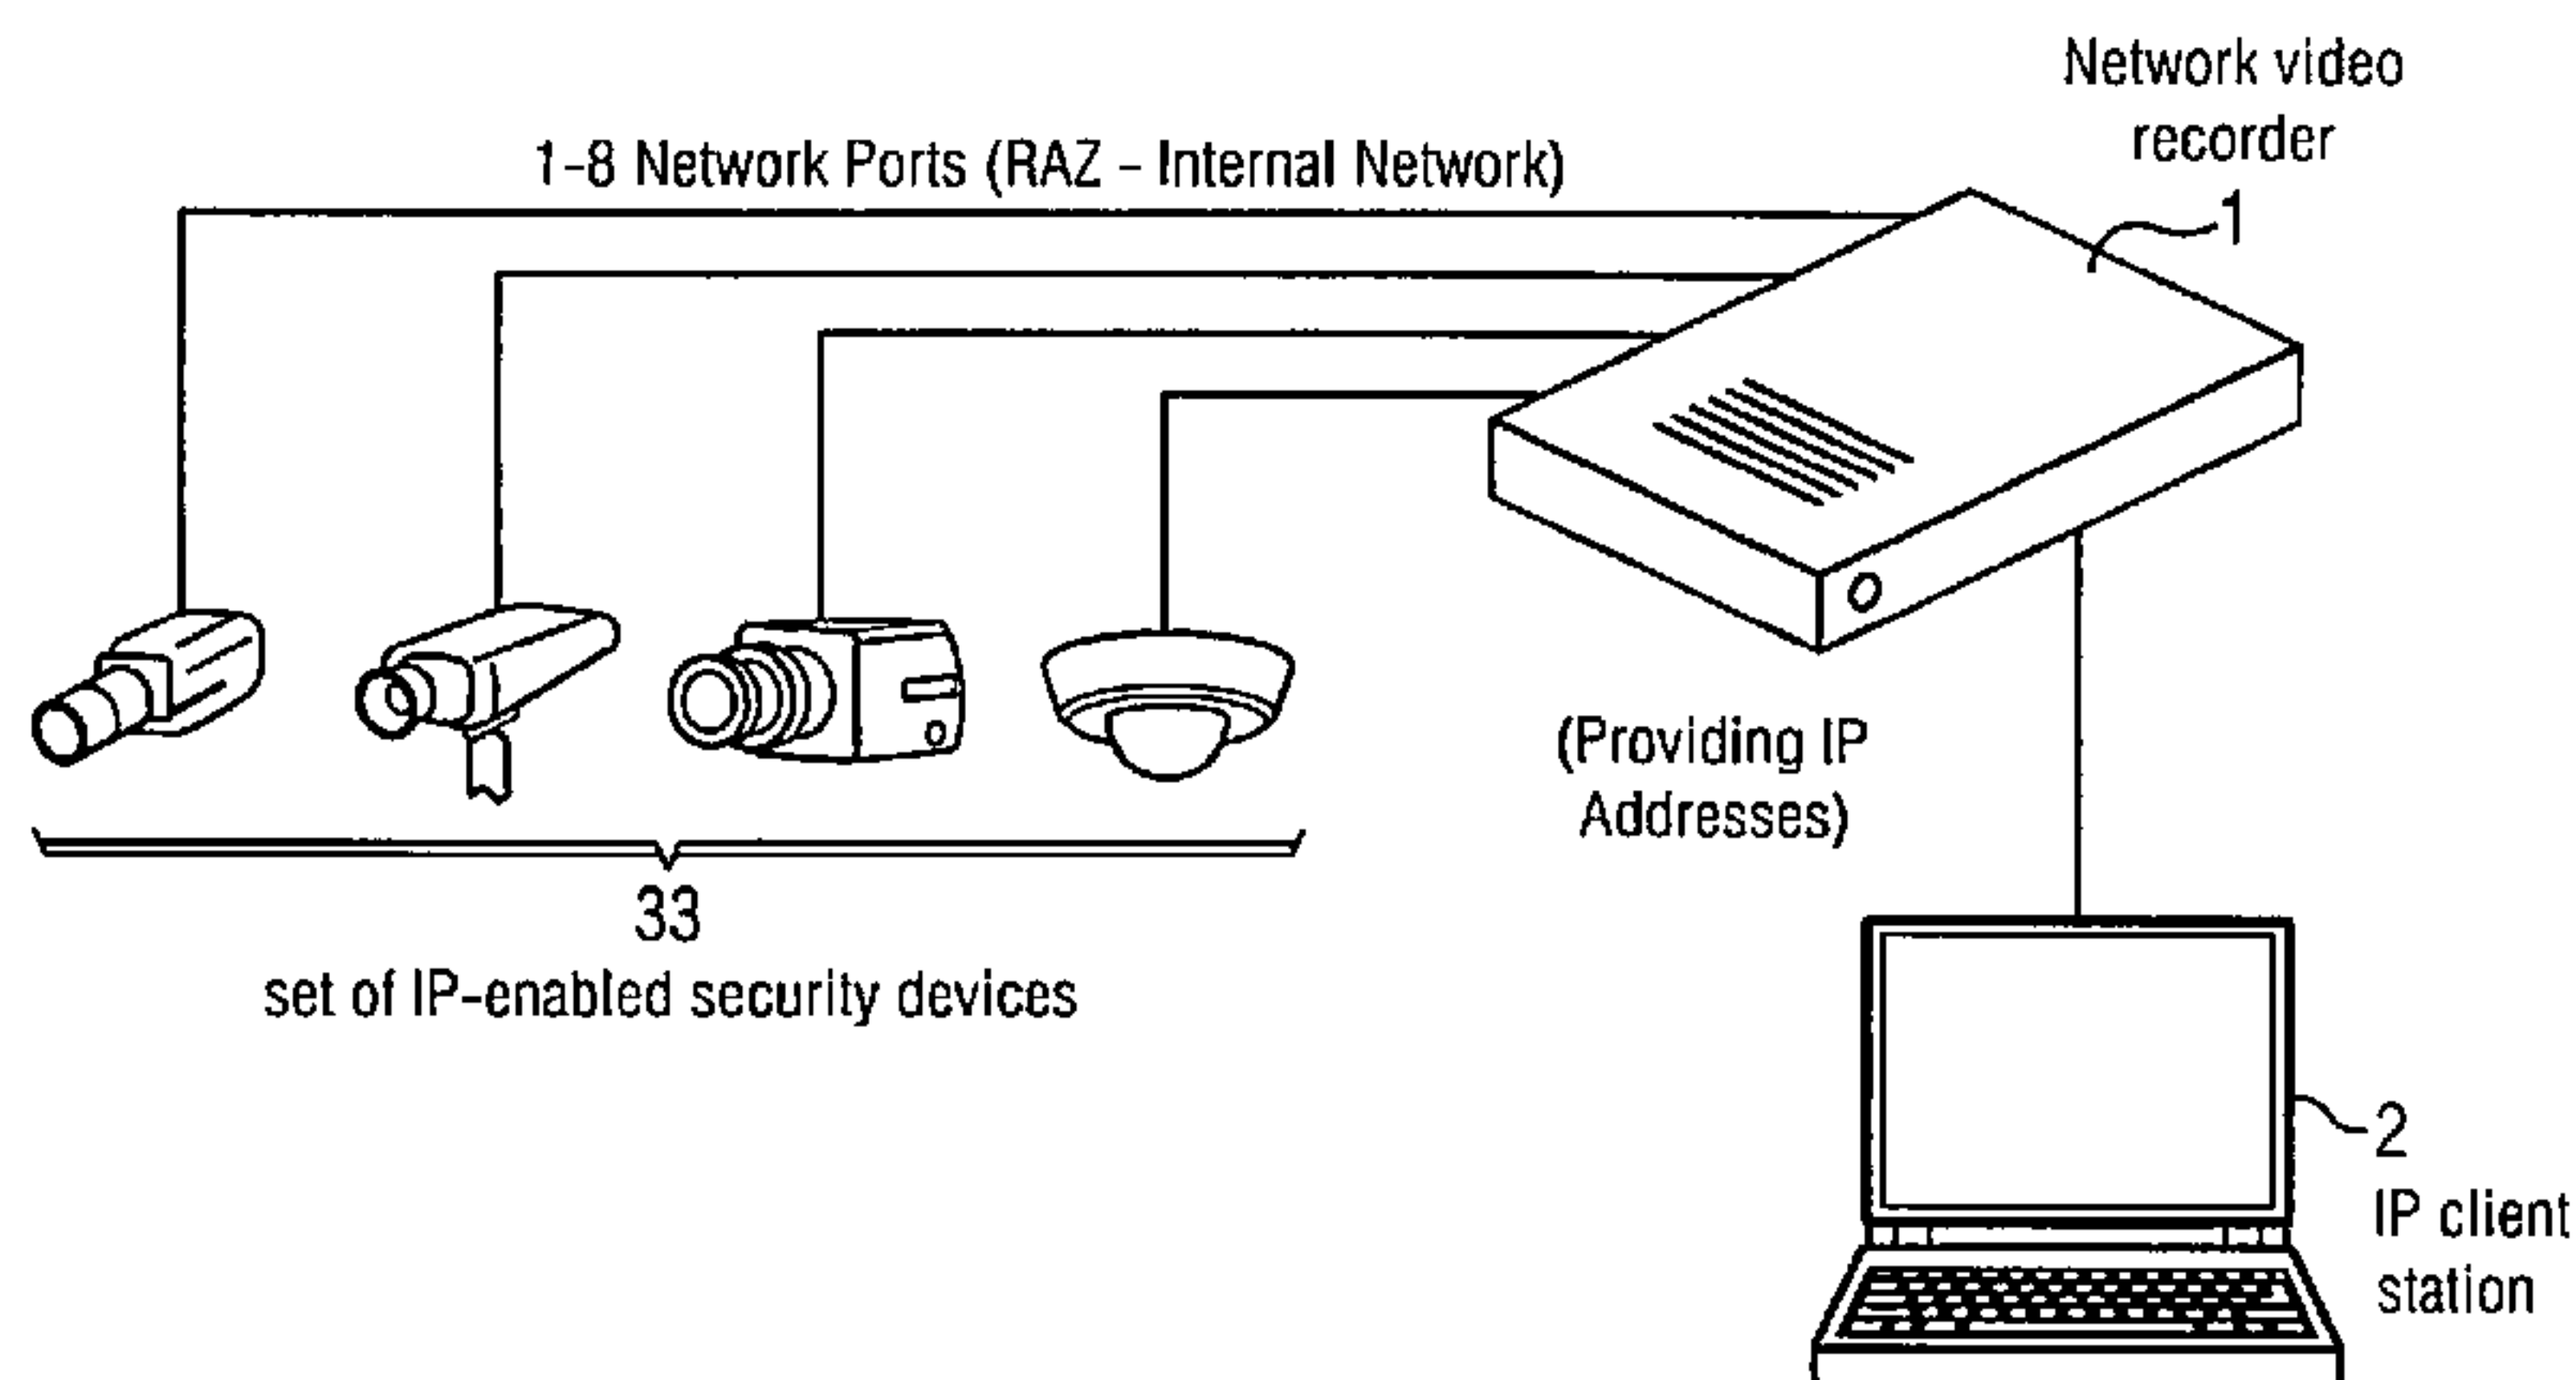 Network video
recorder
1
1-8 Network Ports (RAZ - Internal Network)
(Providing IP
Addresses)
33
set of IP-enabled security devices
2
IP client
station